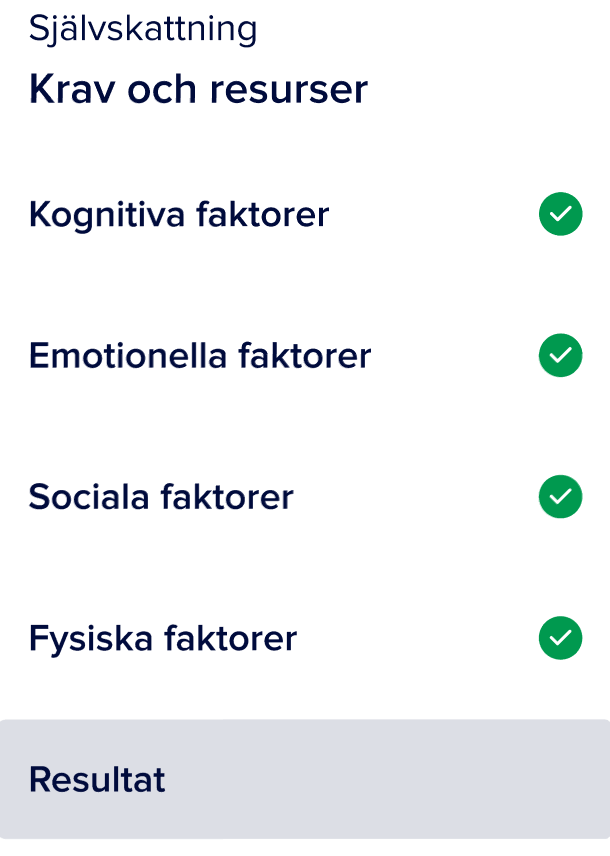 Självskattning
Krav och resurser
Kognitiva faktorer
Emotionella faktorer
Sociala faktorer
Fysiska faktorer
Resultat